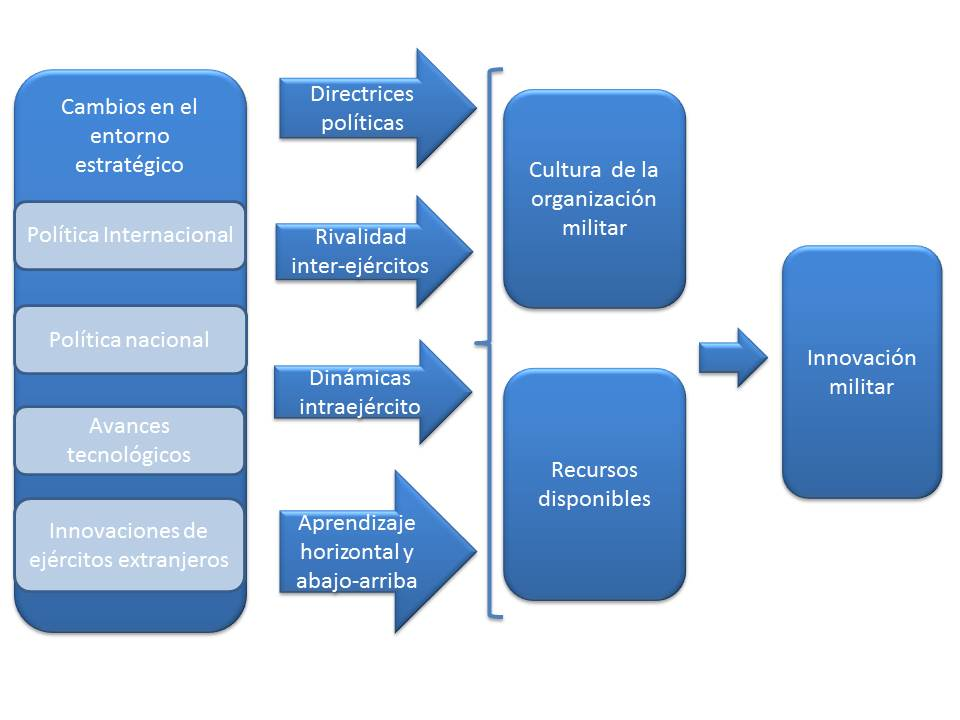 Cambios en el
entorno
estratégico
Política Internacional
Política nacional
Avances
tecnológicos
Innovaciones de
ejércitos extranjeros
Directrices
políticas
Rivalidad
inter-ejércitos
Dinámicas
intraejército
Aprendizaje
horizontal y
abajo-arriba
Cultura de la
organización
militar
Recursos
disponibles
Innovación
militar